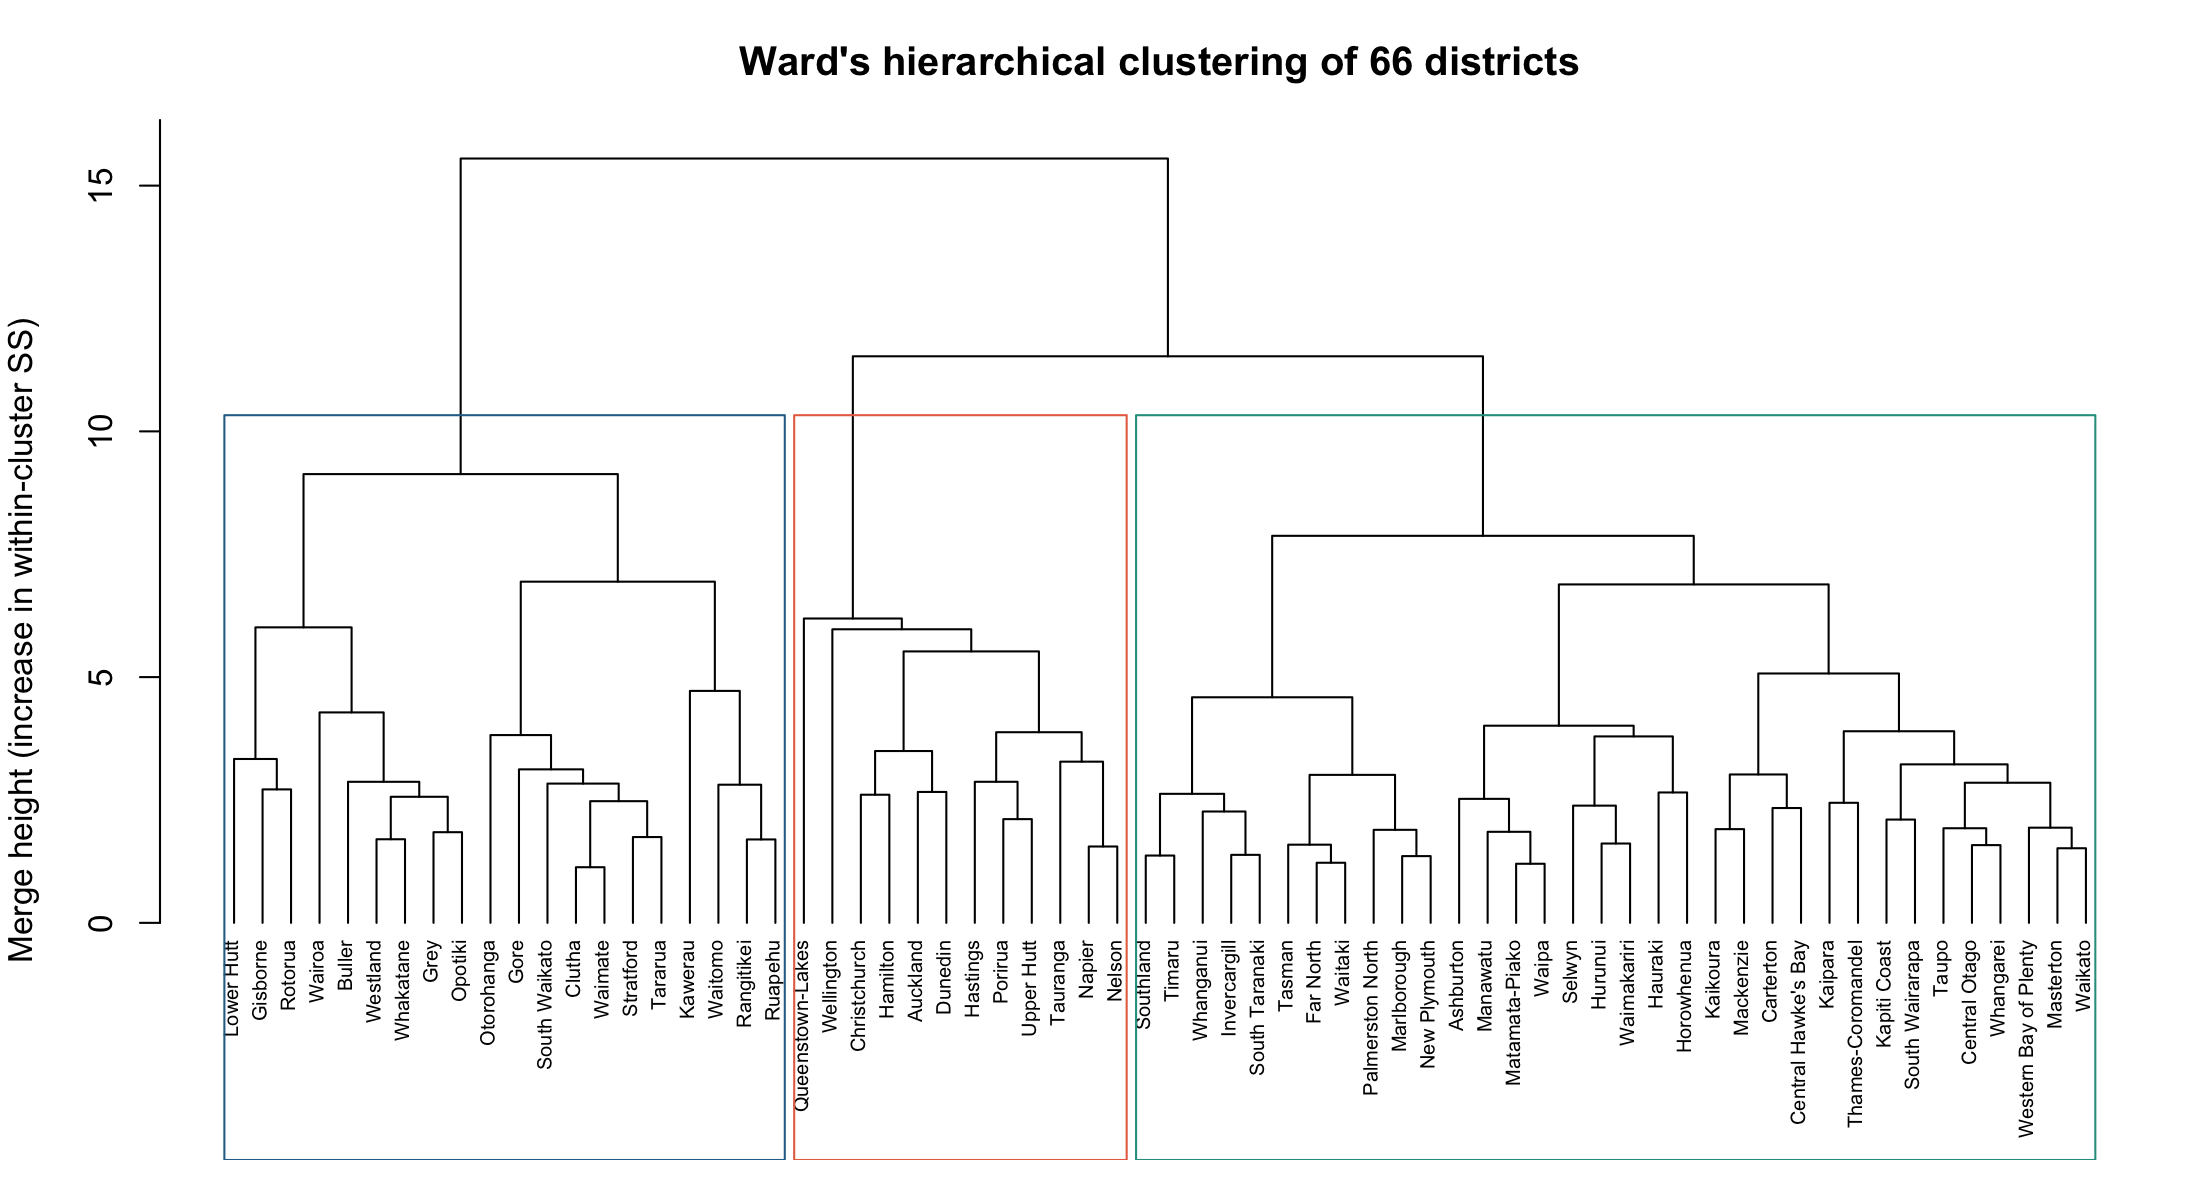 Ward's hierarchical clustering of 66 districts
Merge height (increase in within-cluster SS)
15
10
5
0
Lower Hutt
Gisborne
Rotorua
Wairoa
Buller
Westland
Whakatane
Grey
Opotiki
Otorohanga
Gore
South Waikato
Clutha
Waimate
Stratford
Tararua
Kawerau
Waitomo
Rangitikei
Ruapehu
Queenstown-Lakes
Wellington
Christchurch
Hamilton
Auckland
Dunedin
Hastings
Porirua
Upper Hutt
Tauranga
Napier
Nelson
Southland
Timaru
Whanganui
Invercargill
South Taranaki
Tasman
Far North
Waitaki
Palmerston North
Marlborough
New Plymouth
Ashburton
Manawatu
Matamata-Piako
Waipa
Selwyn
Hurunui
Waimakariri
Hauraki
Horowhenua
Kaikoura
Mackenzie
Carterton
Central Hawke's Bay
Kaipara
Thames-Coromandel
Kapiti Coast
South Wairarapa
Taupo
Central Otago
Whangarei
Western Bay of Plenty
Masterton
Waikato